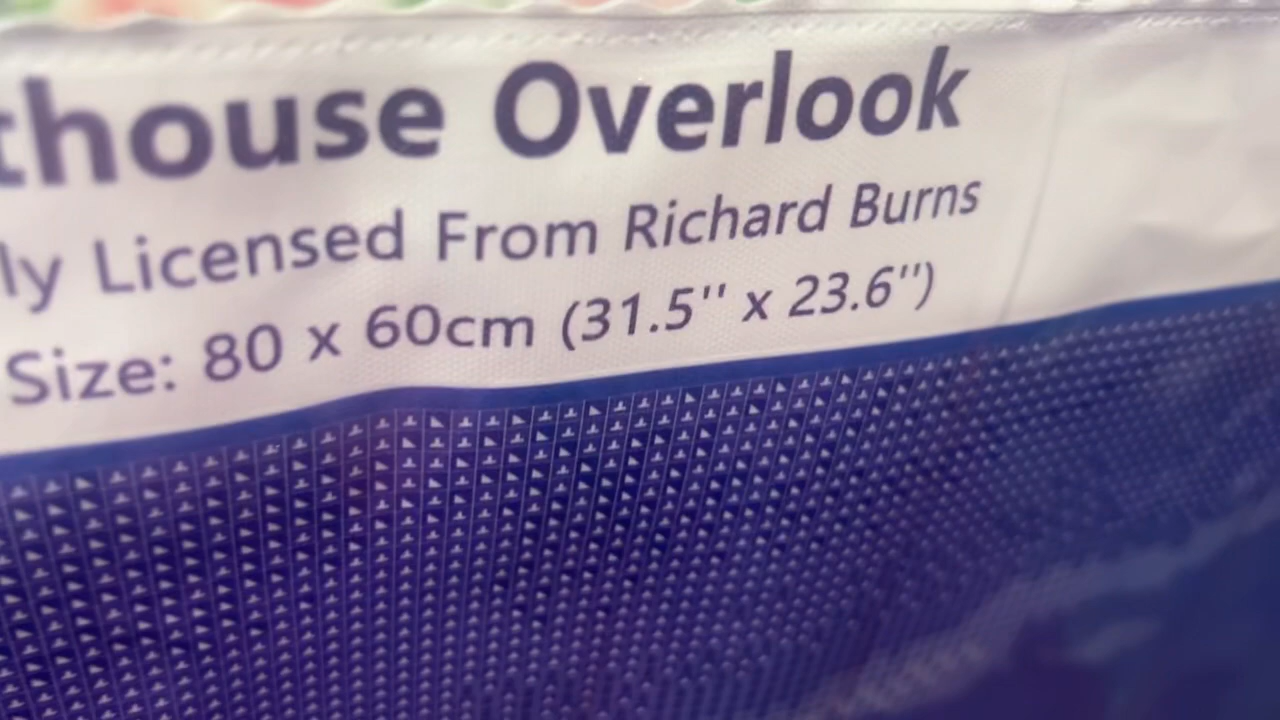 thouse Overlook
ly Licensed From Richard Burns
Size: 80 x 60cm (31.5'' x 23.6'')